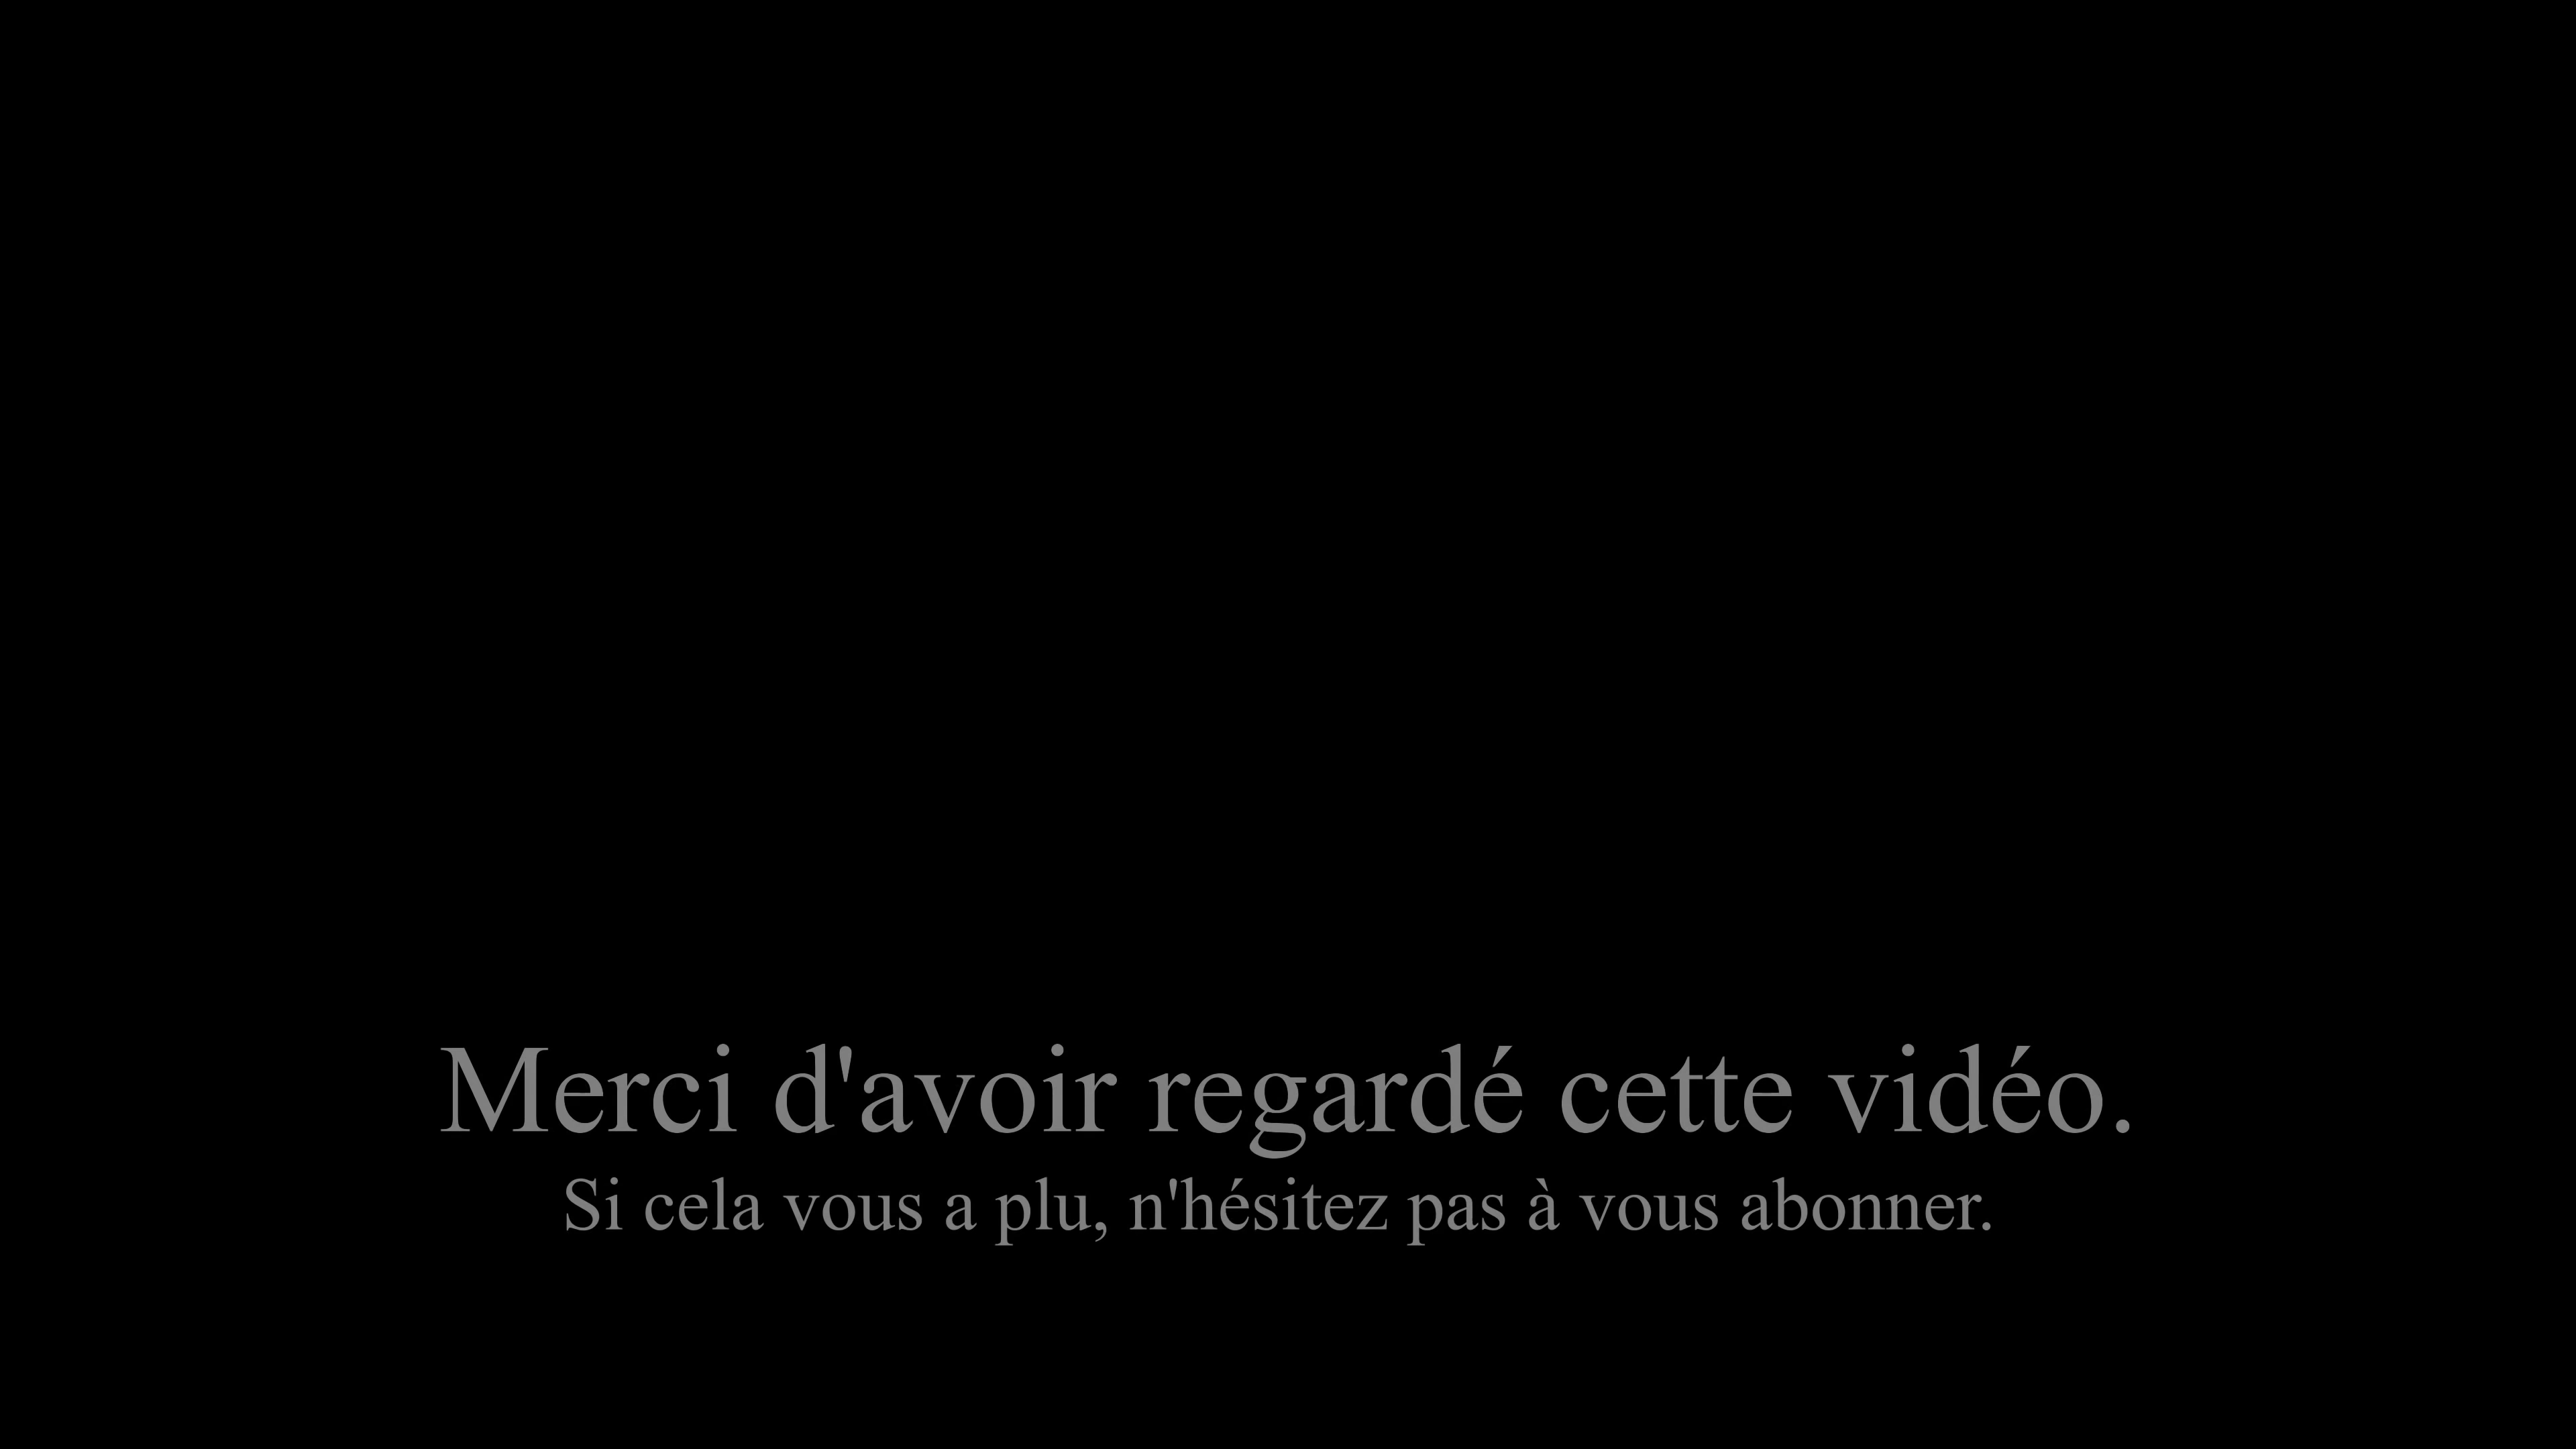 Merci d'avoir regardé cette vidéo.
Si cela vous a plu, n'hésitez pas à vous abonner.